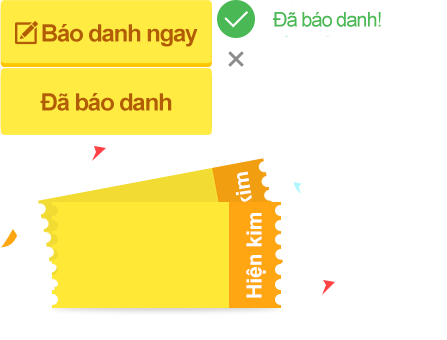 Báo danh ngay
Đã báo danh!
Đã báo danh
kim
Hiện kim